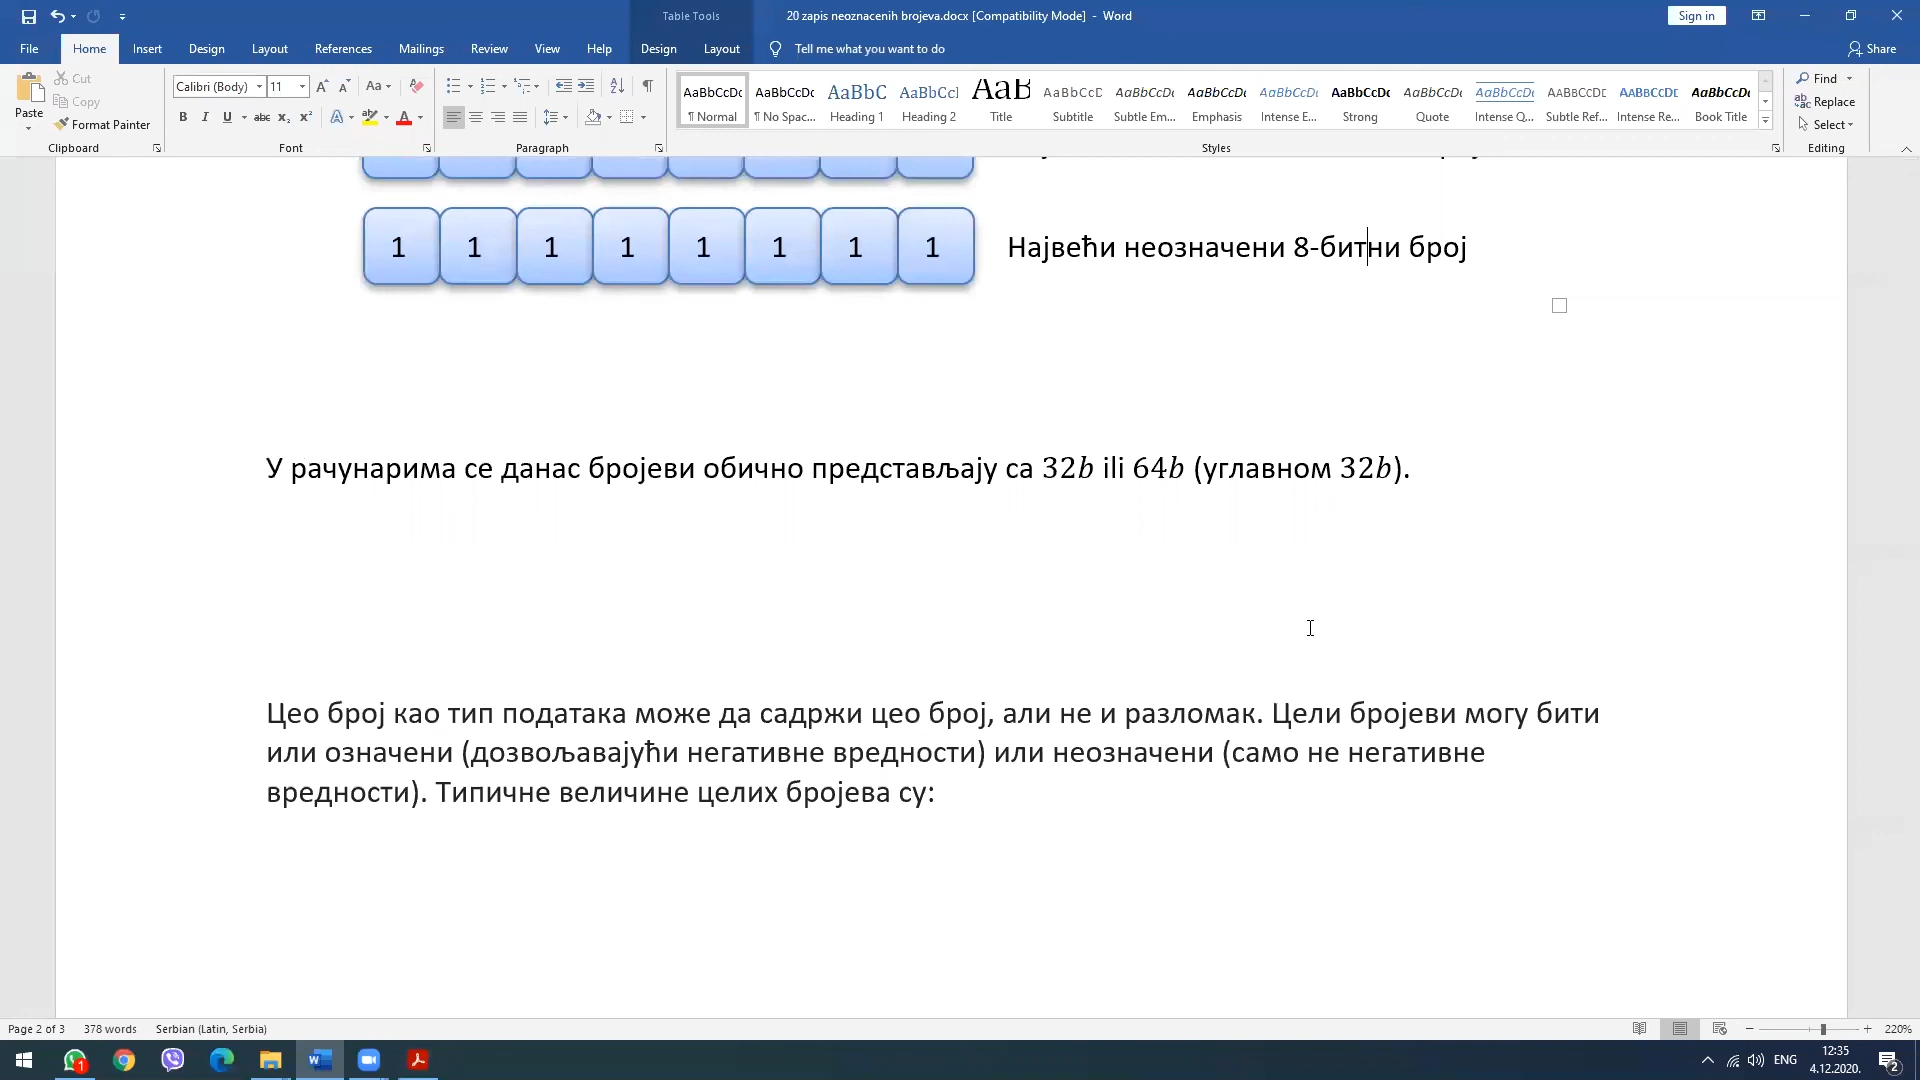 Table Tools
20 zapis neoznacenih brojeva.docx [Compatibility Mode] - Word
Sign in
File Home Insert Design Layout References Mailings Review View Help Design Layout Tell me what you want to do Share
Paste
Cut
Copy
Format Painter
Clipboard
Calibri (Body) 11
Font
Paragraph
AaBbCcDc AaBbCcDc AaBbC AaBbCcI AaB AaBbCcD AaBbCcDc AaBbCcDc AaBbCcDc AaBbCcDc AaBbCcDc AaBbCcDc AaBbCcDc AaBbCcDc AaBbCcDc
¶ Normal ¶ No Spac... Heading 1 Heading 2 Title Subtitle Subtle Em... Emphasis Intense E... Strong Quote Intense Q... Subtle Ref... Intense Re... Book Title
Styles
Find
Replace
Select
Editing
1 1 1 1 1 1 1 1 Највећи неозначени 8-битни број
У рачунарима се данас бројеви обично представљају са 32b ili 64b (углавном 32b).
Цео број као тип података може да садржи цео број, али не и разломак. Цели бројеви могу бити
или означени (дозвољавајући негативне вредности) или неозначени (само не негативне
вредности). Типичне величине целих бројева су:
Page 2 of 3 378 words Serbian (Latin, Serbia) 220%
ENG 12:35
4.12.2020.